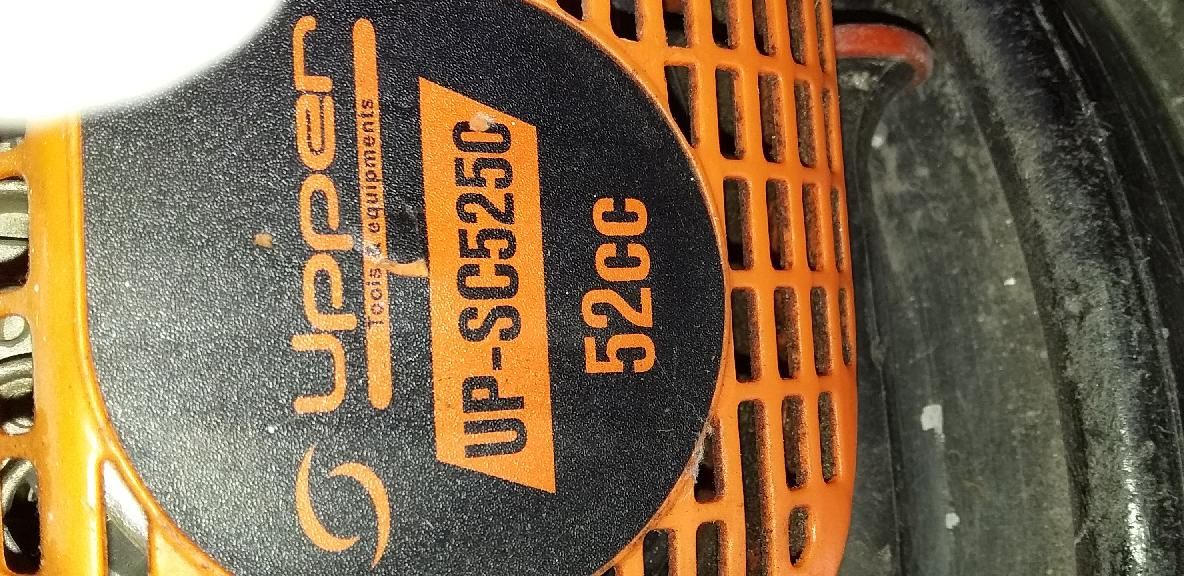 upper
Tools & equipments
UP-SC5250
52cc